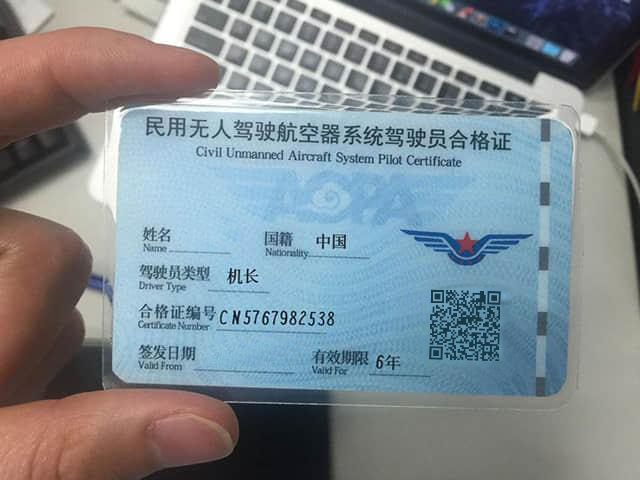 民用无人驾驶航空器系统驾驶员合格证
Civil Unmanned Aircraft System Pilot Certificate
AOPA
姓名 国籍 中国
Name Nationality
驾驶员类型 机长
Driver Type
合格证编号 CN5767982538
Certificate Number
签发日期 有效期限 6年
Valid From Valid For